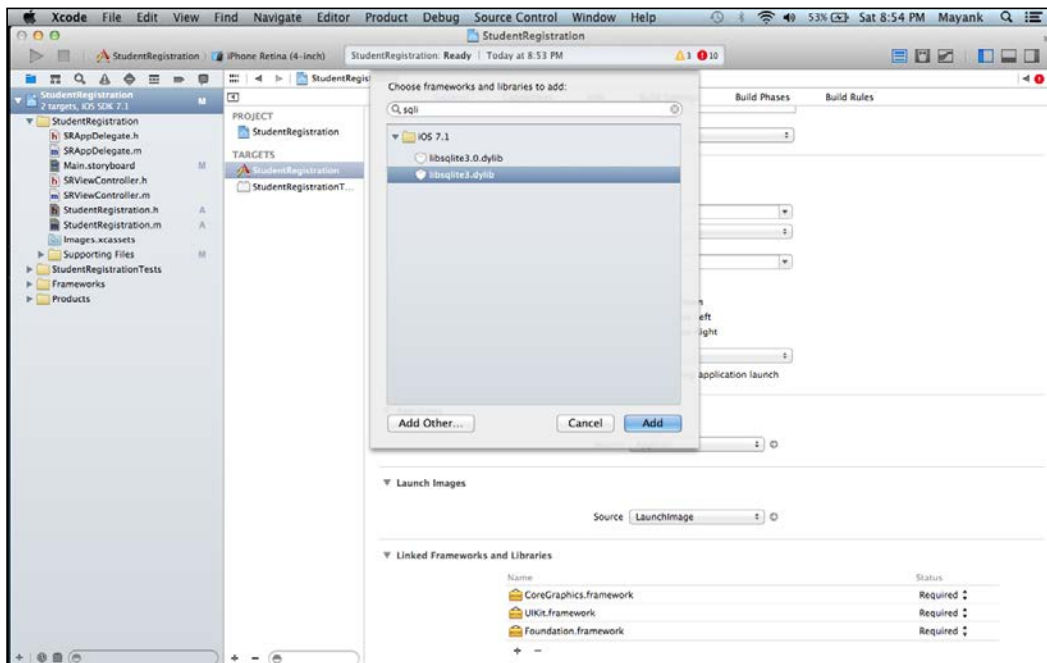 Xcode File Edit View Find Navigate Editor Product Debug Source Control Window Help 53% Sat 8:54 PM Mayank
StudentRegistration
StudentRegistration iPhone Retina (4-inch) StudentRegistration: Ready Today at 8:53 PM 1 10
StudentRegist
StudentRegistration M
2 targets, iOS SDK 7.1
StudentRegistration
SRAppDelegate.h
SRAppDelegate.m
Main.storyboard M
SRViewController.h
SRViewController.m
StudentRegistration.h A
StudentRegistration.m A
Images.xcassets
Supporting Files M
StudentRegistrationTests
Frameworks
Products
PROJECT
StudentRegistration
TARGETS
StudentRegistration
StudentRegistrationT...
Choose frameworks and libraries to add:
sqli
iOS 7.1
libsqlite3.0.dylib
libsqlite3.dylib
Add Other... Cancel Add
Build Phases Build Rules
eft
ight
application launch
Launch Images
Source LaunchImage
Linked Frameworks and Libraries
Name Status
CoreGraphics.framework Required
UIKit.framework Required
Foundation.framework Required
+ −
+ −
+